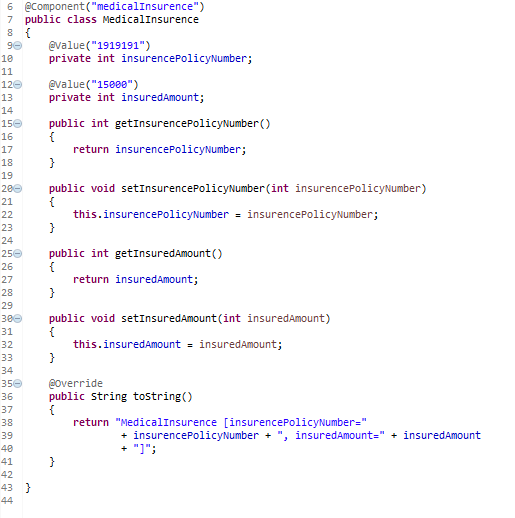 6 @Component("medicalInsurence")
7 public class MedicalInsurence
8 {
9 @Value("1919191")
10 private int insurencePolicyNumber;
11
12 @Value("15000")
13 private int insuredAmount;
14
15 public int getInsurencePolicyNumber()
16 {
17 return insurencePolicyNumber;
18 }
19
20 public void setInsurencePolicyNumber(int insurencePolicyNumber)
21 {
22 this.insurencePolicyNumber = insurencePolicyNumber;
23 }
24
25 public int getInsuredAmount()
26 {
27 return insuredAmount;
28 }
29
30 public void setInsuredAmount(int insuredAmount)
31 {
32 this.insuredAmount = insuredAmount;
33 }
34
35 @Override
36 public String toString()
37 {
38 return "MedicalInsurence [insurencePolicyNumber="
39 + insurencePolicyNumber + ", insuredAmount=" + insuredAmount
40 + "]";
41 }
42
43 }
44